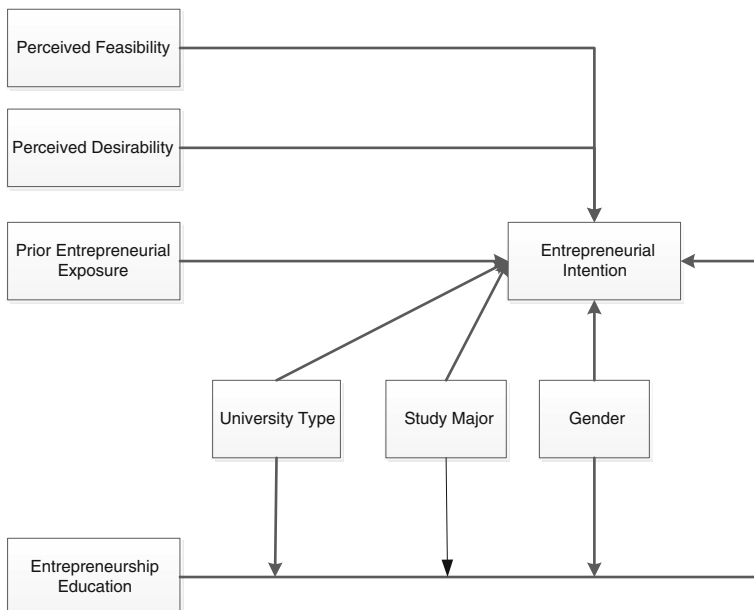 Perceived Feasibility
Perceived Desirability
Prior Entrepreneurial
Exposure
Entrepreneurial
Intention
University Type
Study Major
Gender
Entrepreneurship
Education